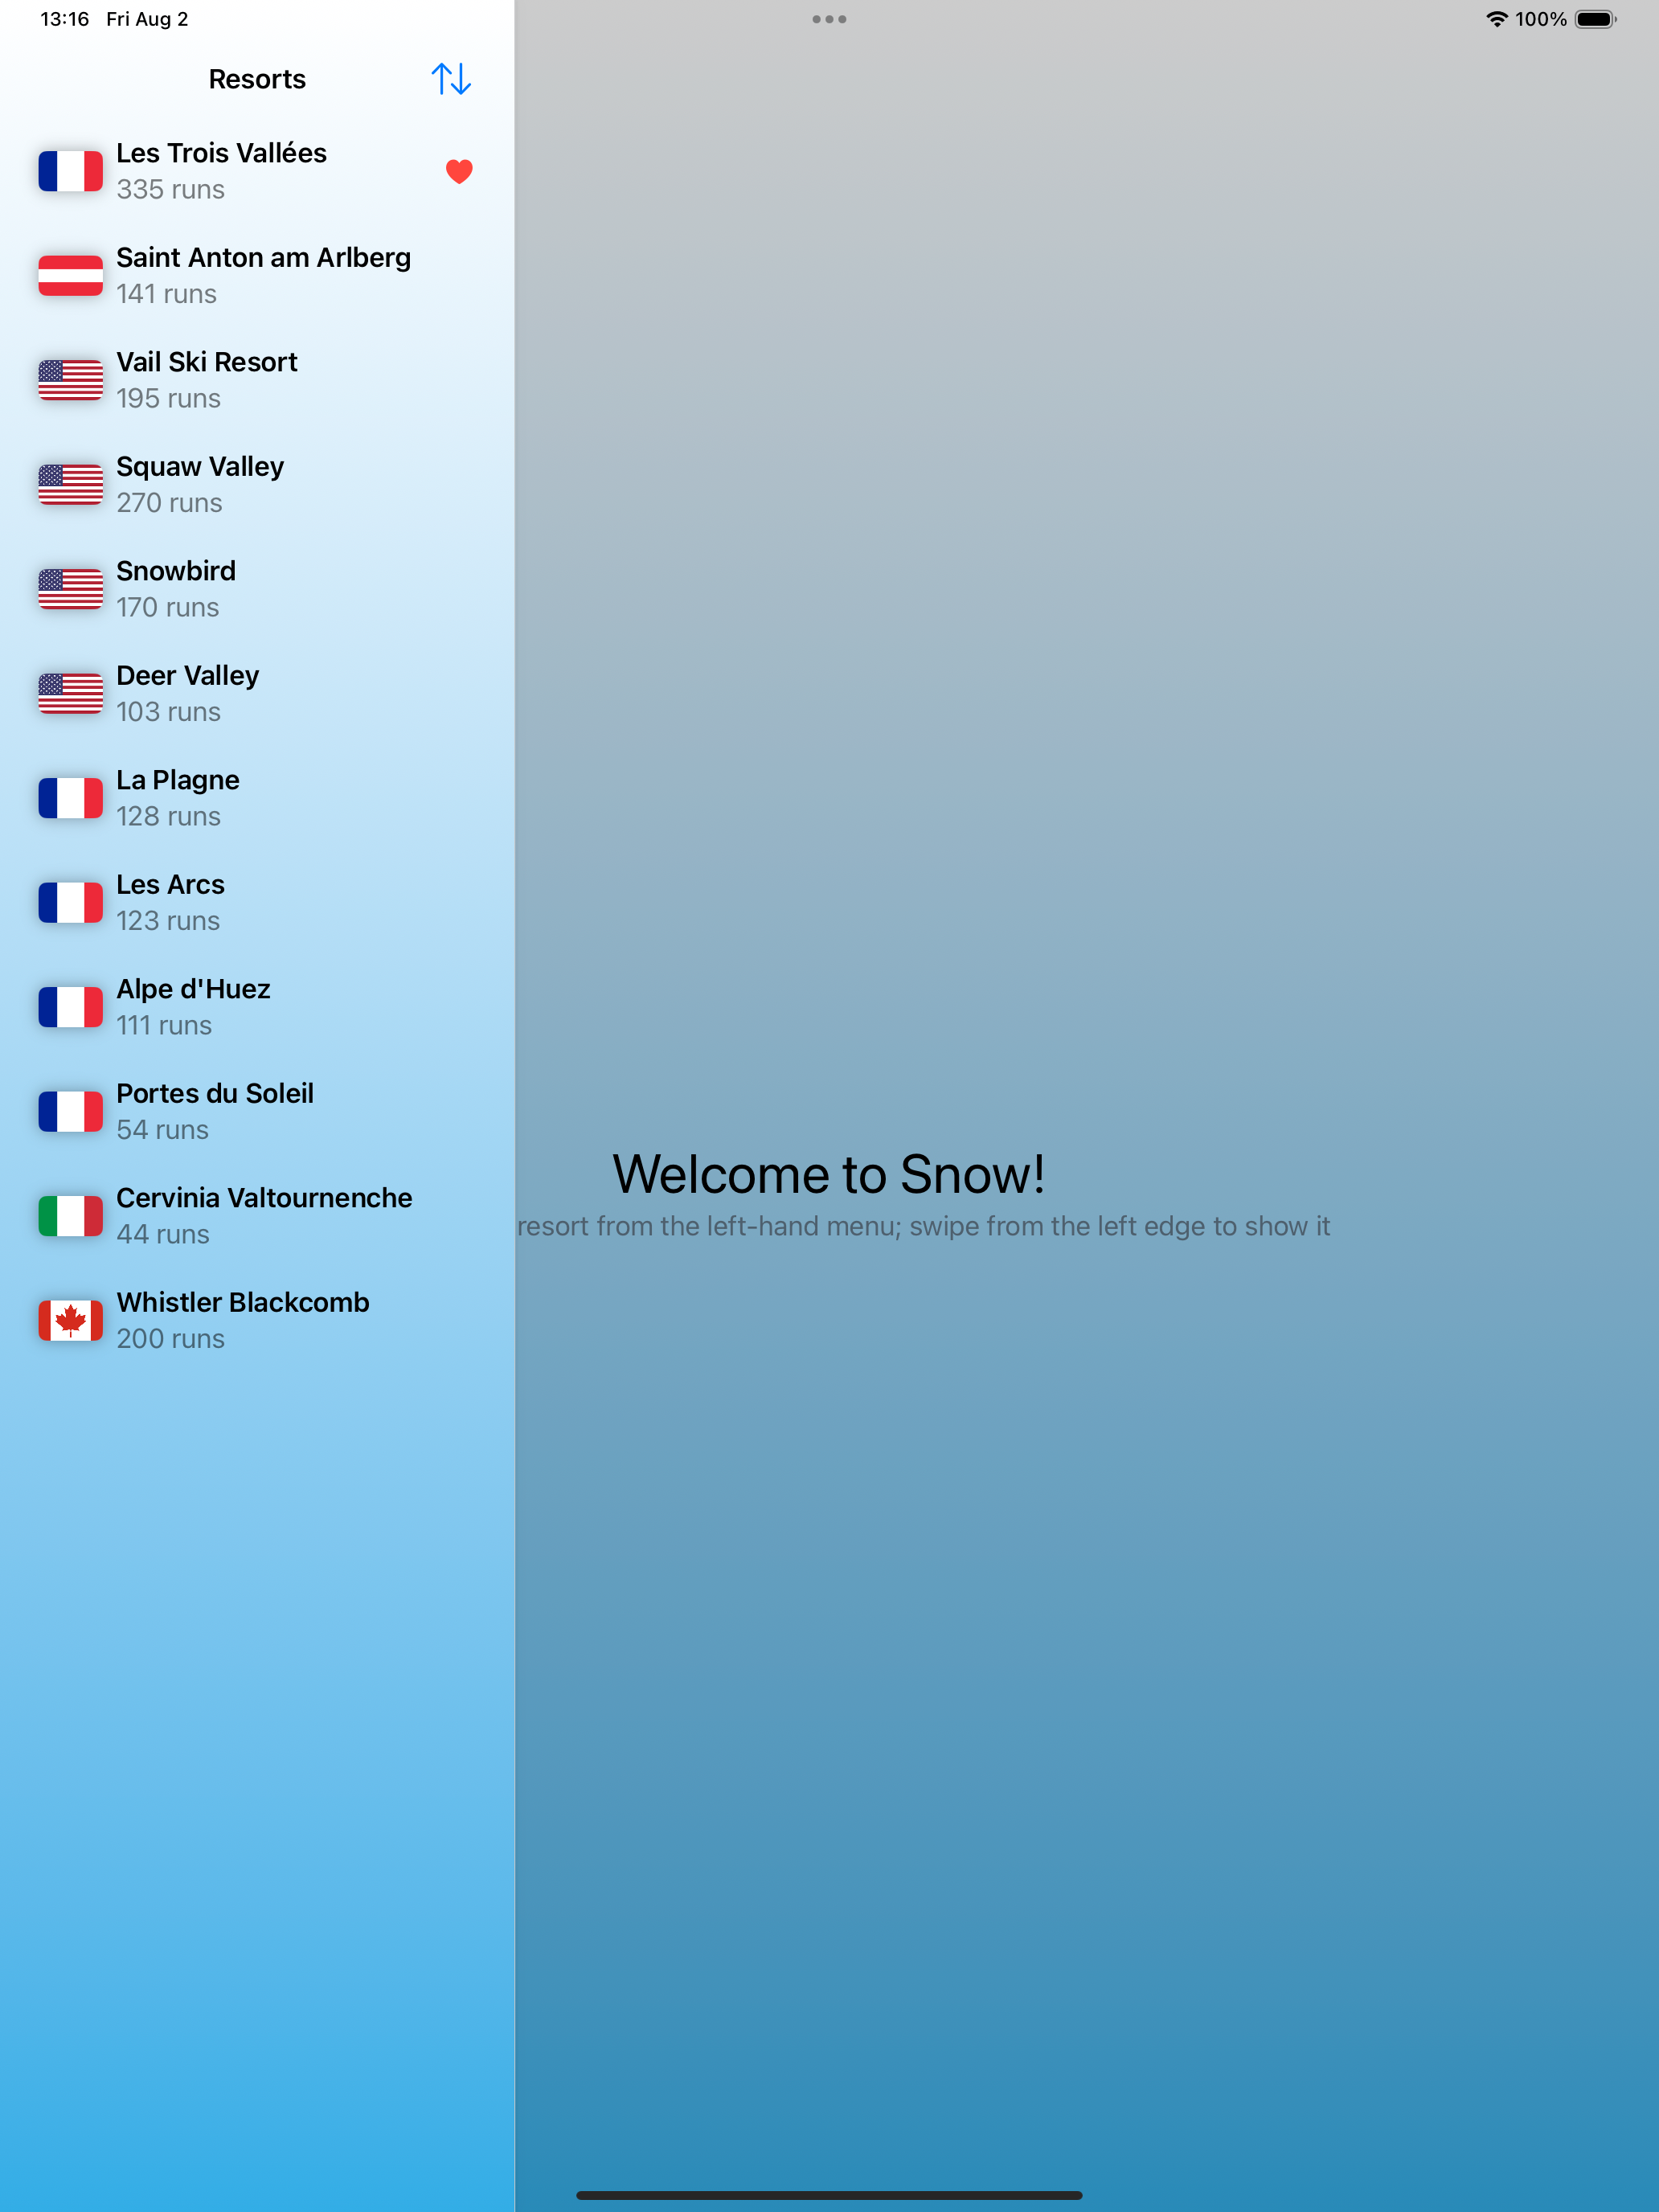 13:16 Fri Aug 2
100%
Resorts
Les Trois Vallées
335 runs
Saint Anton am Arlberg
141 runs
Vail Ski Resort
195 runs
Squaw Valley
270 runs
Snowbird
170 runs
Deer Valley
103 runs
La Plagne
128 runs
Les Arcs
123 runs
Alpe d'Huez
111 runs
Portes du Soleil
54 runs
Cervinia Valtournenche
44 runs
Whistler Blackcomb
200 runs
Welcome to Snow!
resort from the left-hand menu; swipe from the left edge to show it